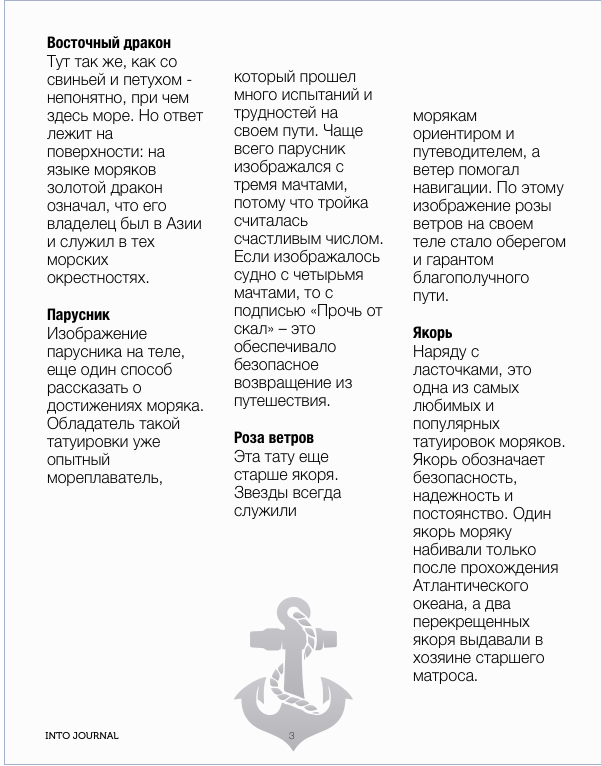 Восточный дракон
Тут так же, как со
свиньей и петухом -
непонятно, при чем
здесь море. Но ответ
лежит на
поверхности: на
языке моряков
золотой дракон
означал, что его
владелец был в Азии
и служил в тех
морских
окрестностях.
Парусник
Изображение
парусника на теле,
еще один способ
рассказать о
достижениях моряка.
Обладатель такой
татуировки уже
опытный
мореплаватель,
который прошел
много испытаний и
трудностей на
своем пути. Чаще
всего парусник
изображался с
тремя мачтами,
потому что тройка
считалась
счастливым числом.
Если изображалось
судно с четырьмя
мачтами, то с
подписью «Прочь от
скал» – это
обеспечивало
безопасное
возвращение из
путешествия.
Роза ветров
Эта тату еще
старше якоря.
Звезды всегда
служили
морякам
ориентиром и
путеводителем, а
ветер помогал
навигации. По этому
изображение розы
ветров на своем
теле стало оберегом
и гарантом
благополучного
пути.
Якорь
Наряду с
ласточками, это
одна из самых
любимых и
популярных
татуировок моряков.
Якорь обозначает
безопасность,
надежность и
постоянство. Один
якорь моряку
набивали только
после прохождения
Атлантического
океана, а два
перекрещенных
якоря выдавали в
хозяине старшего
матроса.
INTO JOURNAL
3